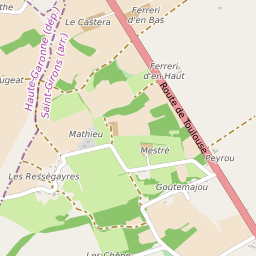 Ferreri
d'en Bas
Le Castera
Haute-Garonne (dép.)
Saint-Girons (arr.)
Ferreri
d'en Haut
Route de Toulouse
Mathieu
Mestré
Peyrou
Les Rességayres
Goutemajou